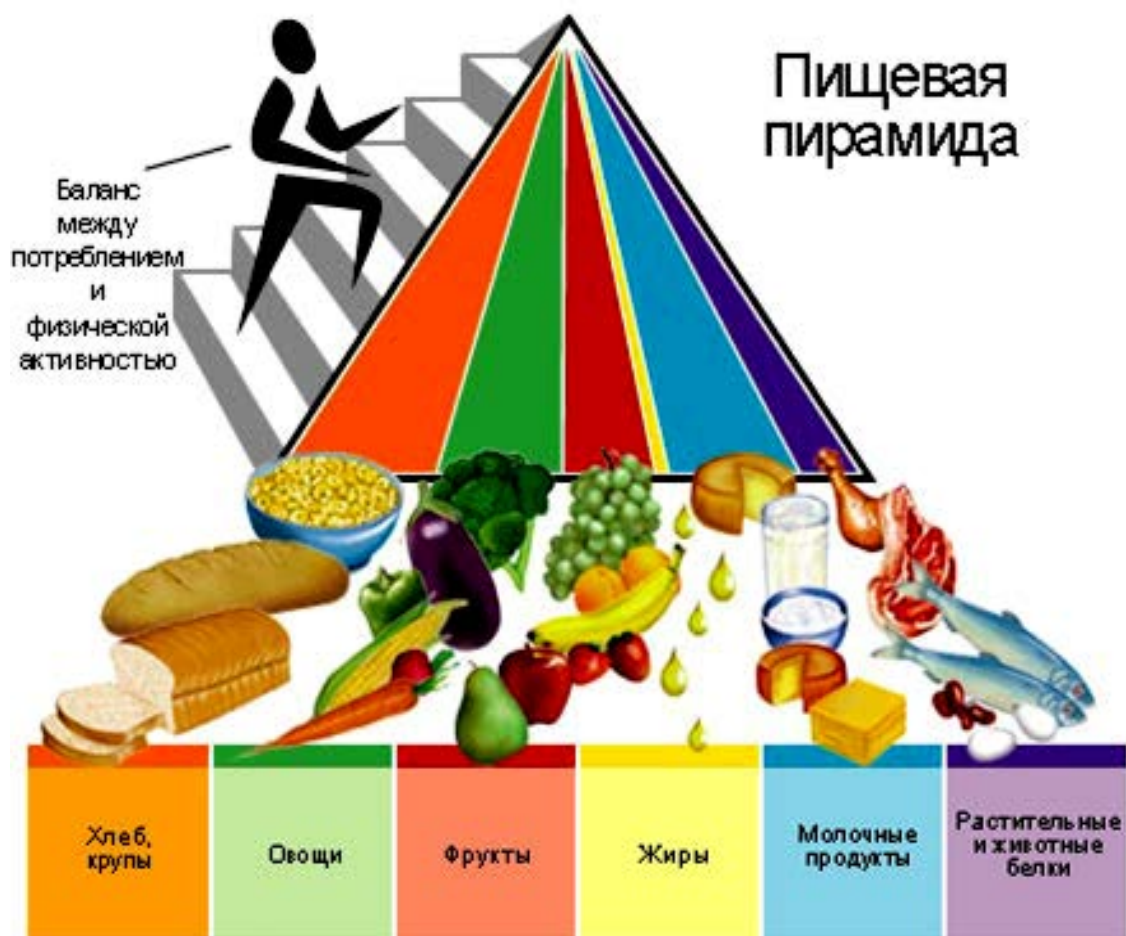 Пищевая
пирамида
Баланс
между
потреблением
и
физической
активностью
Хлеб,
крупы
Овощи
Фрукты
Жиры
Молочные
продукты
Растительные
и животные
белки